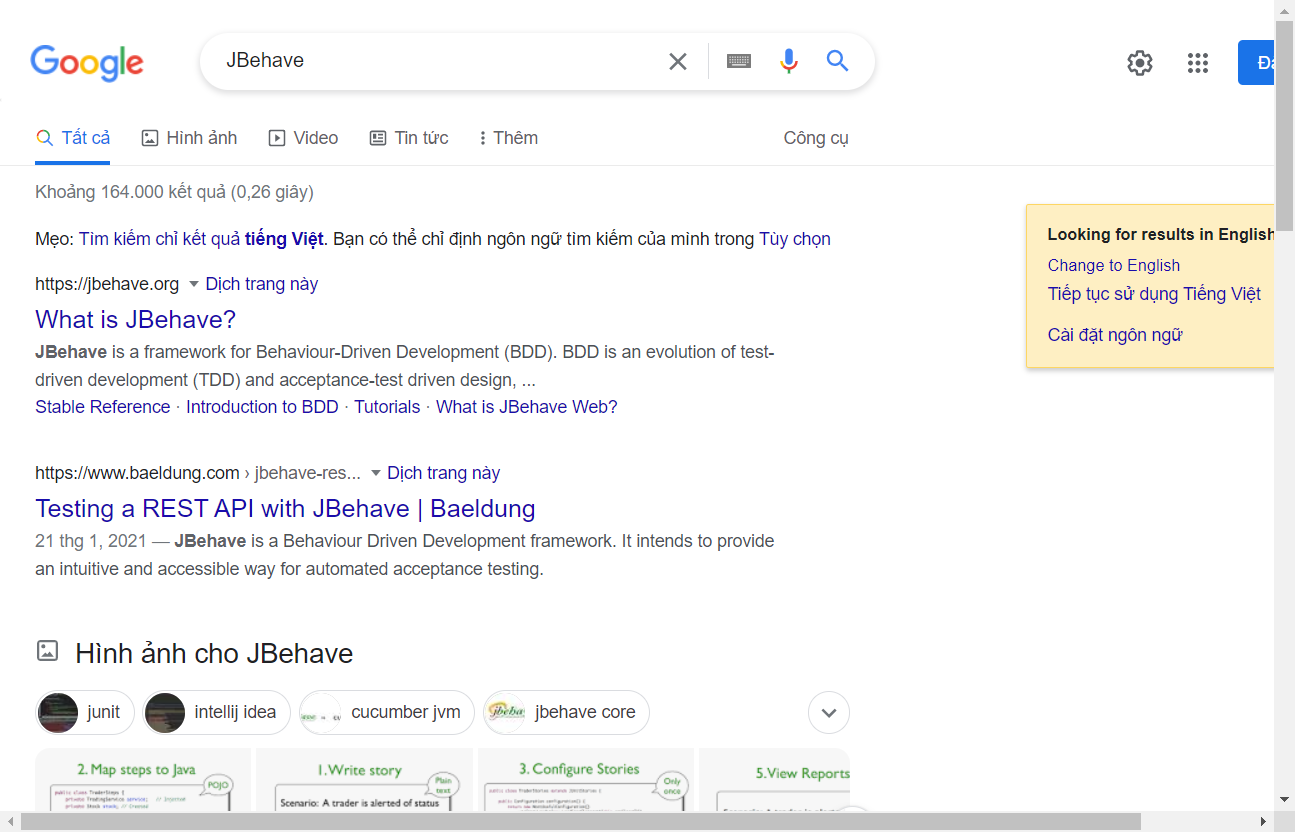 Google
JBehave
Tất cả
Hình ảnh
Video
Tin tức
Thêm
Công cụ
Khoảng 164.000 kết quả (0,26 giây)
Mẹo: Tìm kiếm chỉ kết quả tiếng Việt. Bạn có thể chỉ định ngôn ngữ tìm kiếm của mình trong Tùy chọn
https://jbehave.org Dịch trang này
What is JBehave?
JBehave is a framework for Behaviour-Driven Development (BDD). BDD is an evolution of test-
driven development (TDD) and acceptance-test driven design, ...
Stable Reference · Introduction to BDD · Tutorials · What is JBehave Web?
https://www.baeldung.com › jbehave-res... Dịch trang này
Testing a REST API with JBehave | Baeldung
21 thg 1, 2021 — JBehave is a Behaviour Driven Development framework. It intends to provide
an intuitive and accessible way for automated acceptance testing.
Looking for results in English
Change to English
Tiếp tục sử dụng Tiếng Việt
Cài đặt ngôn ngữ
Hình ảnh cho JBehave
junit
intellij idea
cucumber jvm
jbehave core
2. Map steps to Java
POJO
1.Write story
Plain
text
Scenario: A trader is alerted of status
3. Configure Stories
Only
once
5.View Reports